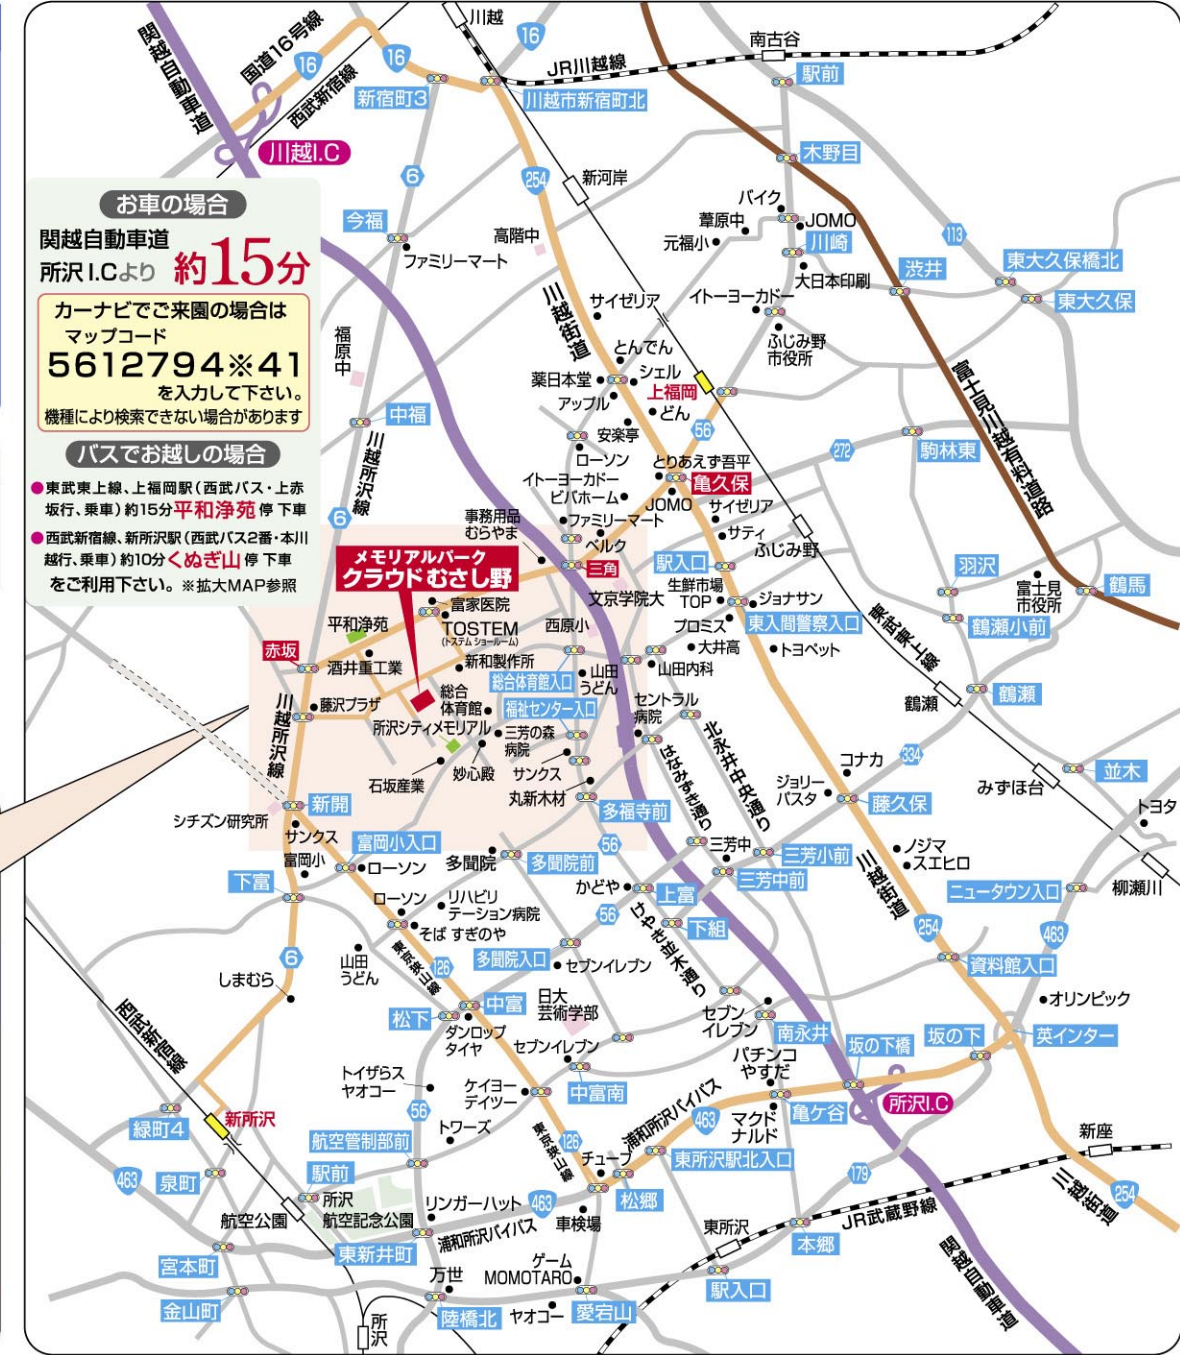 川越
16
南古谷
関越自動車道
国道16号線
16
16
西武新宿線
JR川越線
駅前
新宿町3
川越市新宿町北
川越I.C
木野目
6
254
新河岸
お車の場合
関越自動車道
所沢I.Cより 約15分
カーナビでご来園の場合は
マップコード
5612794※41
を入力して下さい。
機種により検索できない場合があります
バスでお越しの場合
●東武東上線、上福岡駅(西武バス・上赤
坂行、乗車)約15分平和浄苑 停 下車
●西武新宿線、新所沢駅(西武バス2番・本川
越行、乗車)約10分くぬぎ山 停 下車
をご利用下さい。※拡大MAP参照
今福
ファミリーマート
高階中
バイク
葦原中
JOMO
元福小
川崎
113
大日本印刷
渋井
東大久保橋北
東大久保
川越街道
サイゼリア
イトーヨーカドー
ふじみ野
市役所
福原中
とんでん
シェル
薬日本堂
上福岡
アップル
どん
富士見川越有料道路
中福
安楽亭
56
272
駒林東
川越所沢線
ローソン
とりあえず吾平
亀久保
イトーヨーカドー
ビバホーム
JOMO
サイゼリア
6
事務用品
むらやま
ファミリーマート
サティ
ふじみ野
ベルク
メモリアルパーク
クラウドむさし野
三角
駅入口
羽沢
富士見
市役所
鶴馬
生鮮市場
TOP
ジョナサン
文京学院大
富家医院
平和浄苑
TOSTEM
(トステム ショールーム)
西原小
プロミス
東入間警察入口
鶴瀬小前
東武東上線
赤坂
酒井重工業
新和製作所
大井高
トヨペット
総合体育館入口
山田
うどん
山田内科
藤沢プラザ
総合
体育館
福祉センター入口
セントラル
病院
鶴瀬
鶴瀬
川越所沢線
所沢シティメモリアル
三芳の森
病院
はなみずき通り
北永井中央通り
334
妙心殿
サンクス
石坂産業
丸新木材
コナカ
ジョリー
パスタ
みずほ台
並木
新開
多福寺前
藤久保
トヨタ
シチズン研究所
サンクス
富岡小
富岡小入口
ローソン
多聞院
多聞院前
56
三芳中
三芳小前
ノジマ
スエヒロ
柳瀬川
下富
かどや
上富
三芳中前
川越街道
ニュータウン入口
ローソン
リハビリ
テーション病院
56
けやき並木通り
下組
254
463
そば すぎのや
6
山田
うどん
東京狭山線
126
多聞院入口
セブンイレブン
資料館入口
しまむら
オリンピック
西武新宿線
中富
日大
芸術学部
セブン
イレブン
松下
ダンロップ
タイヤ
南永井
坂の下橋
坂の下
英インター
セブンイレブン
パチンコ
やすだ
トイザらス
ヤオコー
ケイヨー
デイツー
中富南
亀ケ谷
所沢I.C
新所沢
56
浦和所沢バイパス
463
マクド
ナルド
緑町4
トワーズ
東京狭山線
126
新座
航空管制部前
チューブ
東所沢駅北入口
463
泉町
駅前
所沢
179
航空公園
航空記念公園
リンガーハット
463
松郷
254
車検場
川越街道
東新井町
浦和所沢バイパス
東所沢
JR武蔵野線
本郷
宮本町
ゲーム
MOMOTARO
関越自動車道
万世
駅入口
金山町
陸橋北
ヤオコー
愛宕山
所沢